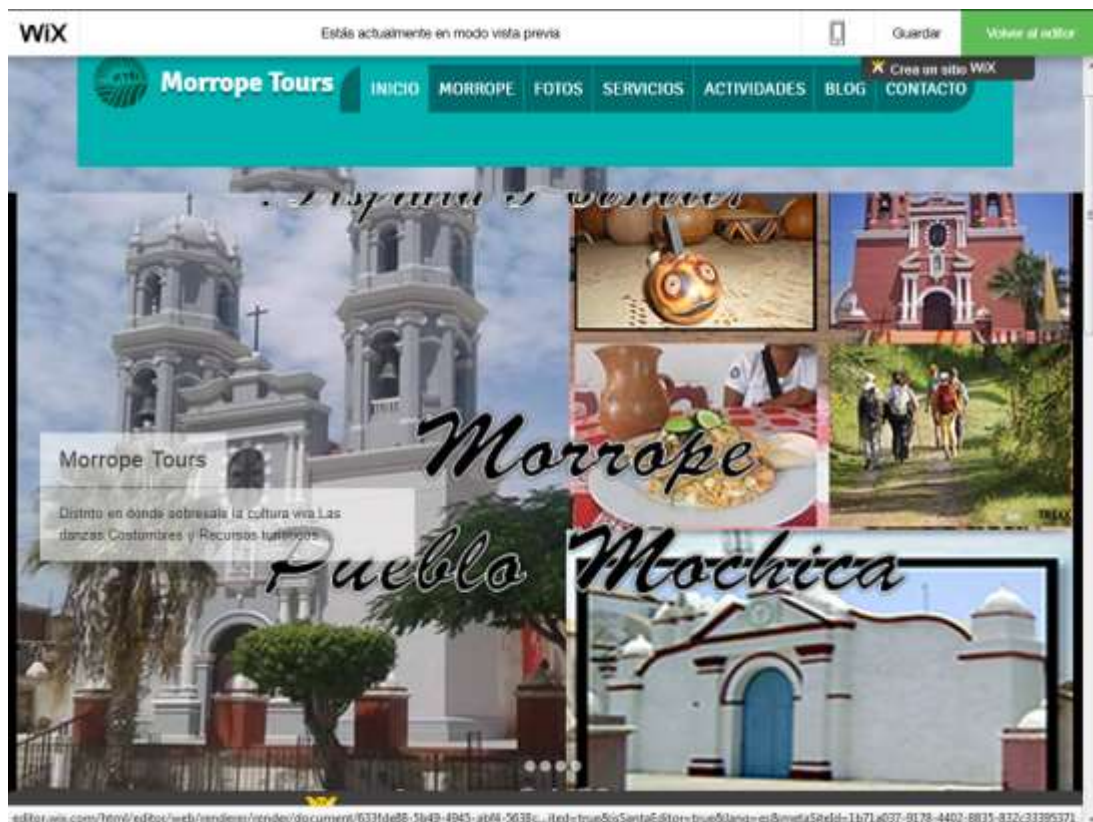 WiX
Estás actualmente en modo vista previa
Guardar
Volver al editor
Crea un sitio WiX
Morrope Tours
INICIO
MORROPE
FOTOS
SERVICIOS
ACTIVIDADES
BLOG
CONTACTO
Morrope
Pueblo Mochica
Morrope Tours
Distrito en donde sobresale la cultura viva.Las
danzas Costumbres y Recursos turisticos
TREKK